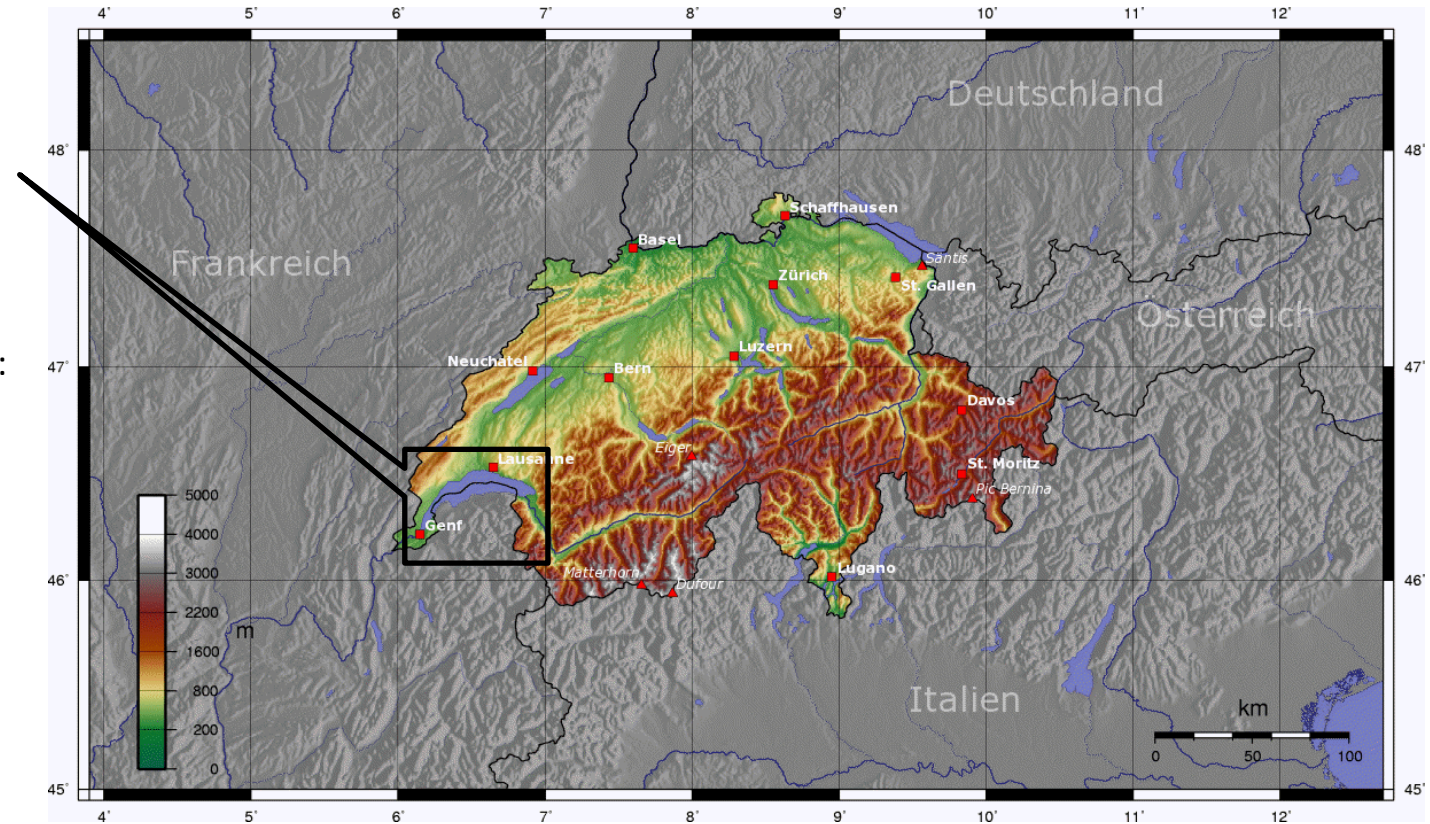 4° 5° 6° 7° 8° 9° 10° 11° 12°
Deutschland
48° 48°
Schaffhausen
Basel
Säntis
Frankreich
Zürich
St. Gallen
Österreich
:
Luzern
Neuchatel
47° 47°
Bern
Davos
Eiger
Lausanne
St. Moritz
Pic Bernina
5000
Genf
4000
Matterhorn
Lugano
3000
46° 46°
Dufour
2200
m
1600
800
Italien
km
200
0
0 50 100
45° 45°
4° 5° 6° 7° 8° 9° 10° 11° 12°